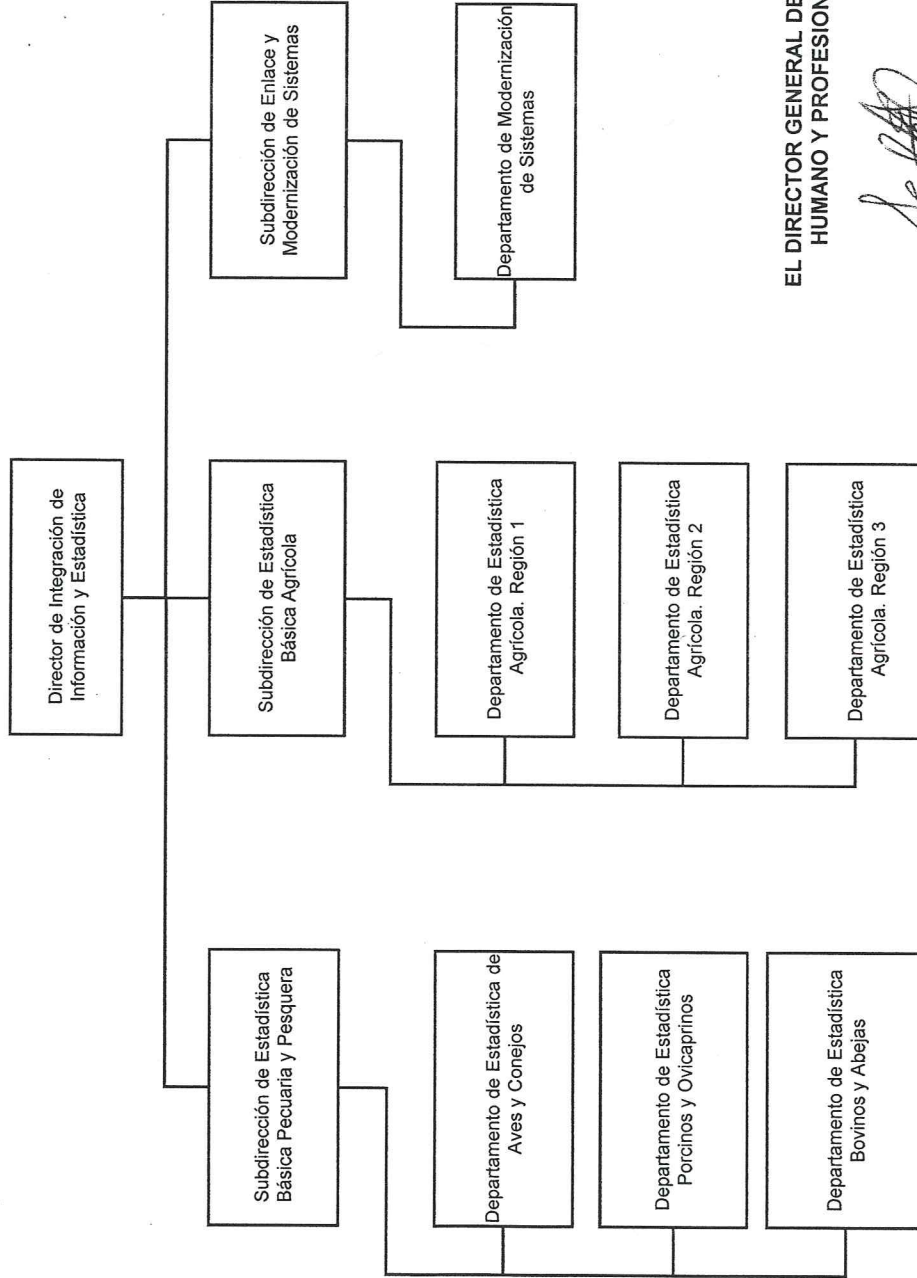 Director de Integración de
Información y Estadística
Subdirección de Estadística
Básica Pecuaria y Pesquera
Subdirección de Estadística
Básica Agrícola
Subdirección de Enlace y
Modernización de Sistemas
Departamento de Estadística de
Aves y Conejos
Departamento de Estadística
Porcinos y Ovicaprinos
Departamento de Estadística
Bovinos y Abejas
Departamento de Estadística
Agrícola. Región 1
Departamento de Estadística
Agrícola. Región 2
Departamento de Estadística
Agrícola. Región 3
Departamento de Modernización
de Sistemas
EL DIRECTOR GENERAL DE
HUMANO Y PROFESION